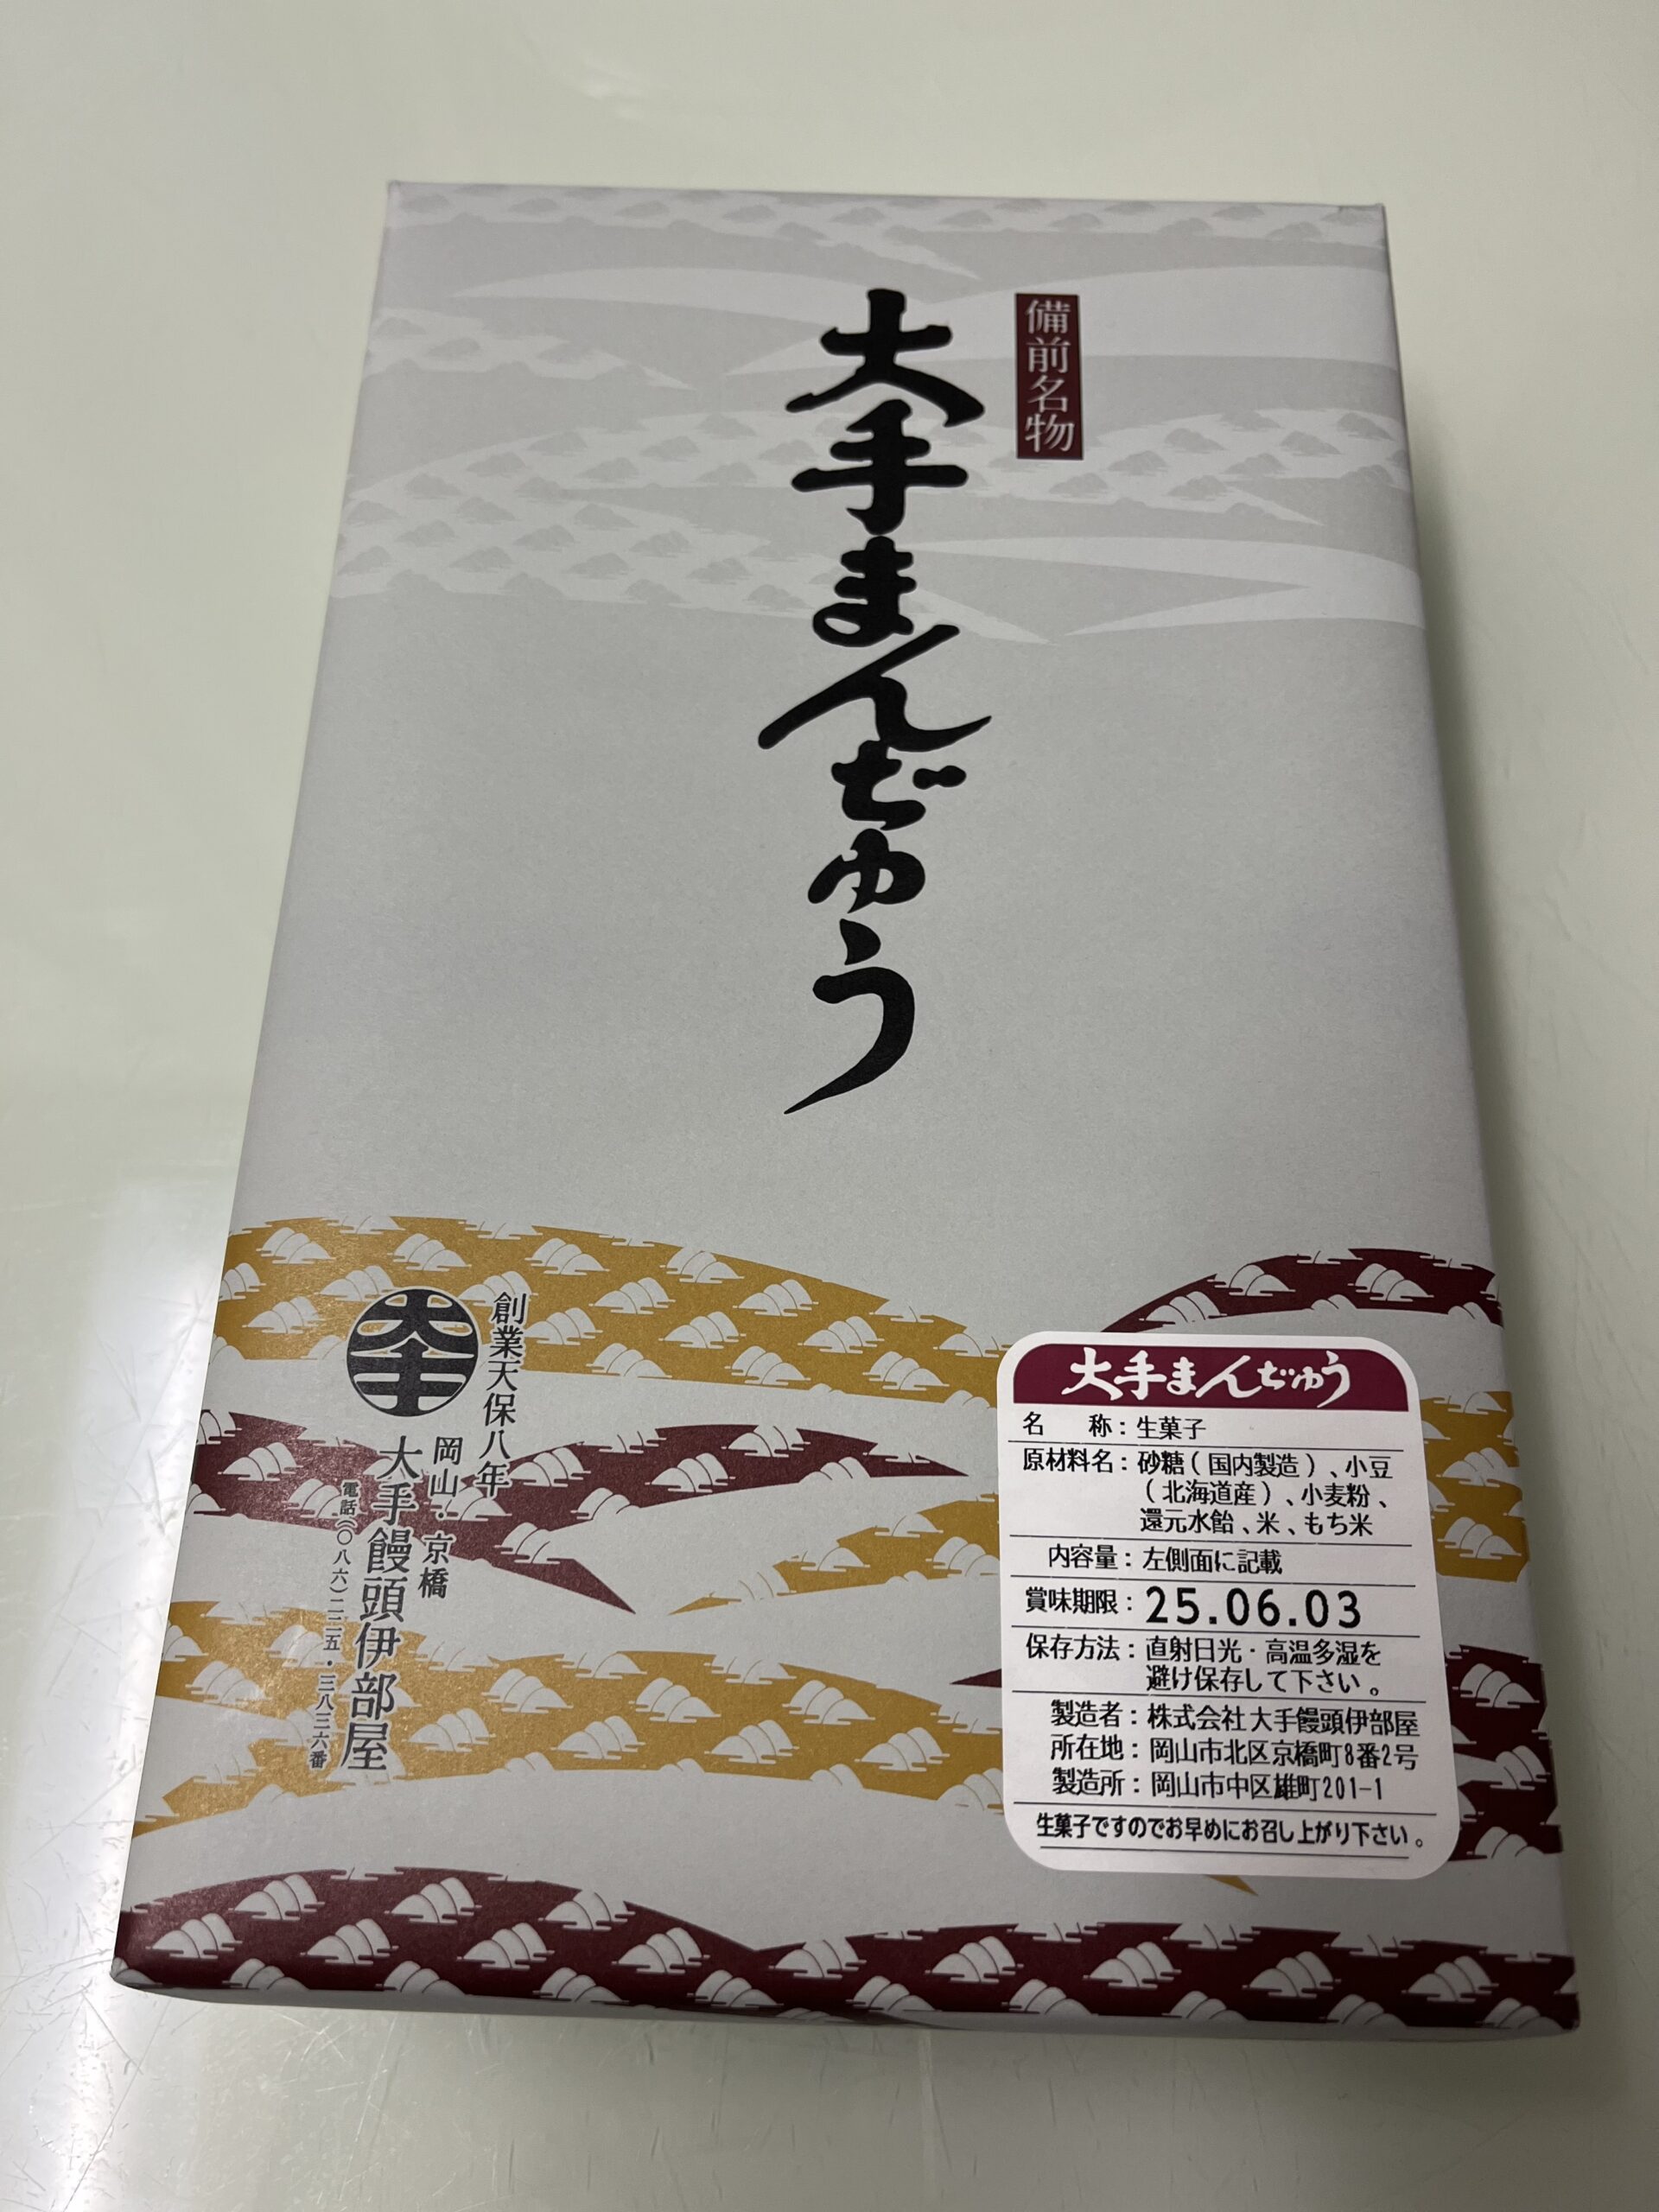 備前名物
大手まんぢゅう
創業天保八年
岡山・京橋
大手饅頭伊部屋
電話(〇八六)二二五・三八三六番
大手まんぢゅう
名 称：生菓子
原材料名：砂糖(国内製造)、小豆
(北海道産)、小麦粉、
還元水飴、米、もち米
内容量：左側面に記載
賞味期限：25.06.03
保存方法：直射日光・高温多湿を
避け保存して下さい。
製造者：株式会社大手饅頭伊部屋
所在地：岡山市北区京橋町8番2号
製造所：岡山市中区雄町201-1
生菓子ですのでお早めにお召し上がり下さい。